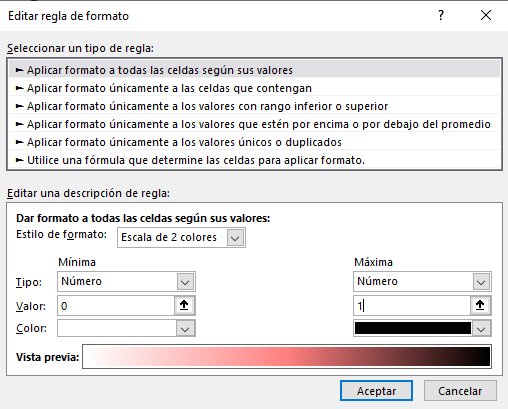 Editar regla de formato ? ×
Seleccionar un tipo de regla:
► Aplicar formato a todas las celdas según sus valores
► Aplicar formato únicamente a las celdas que contengan
► Aplicar formato únicamente a los valores con rango inferior o superior
► Aplicar formato únicamente a los valores que estén por encima o por debajo del promedio
► Aplicar formato únicamente a los valores únicos o duplicados
► Utilice una fórmula que determine las celdas para aplicar formato.
Editar una descripción de regla:
Dar formato a todas las celdas según sus valores:
Estilo de formato: Escala de 2 colores
Mínima Máxima
Tipo: Número Número
Valor: 0 1
Color:
Vista previa:
Aceptar Cancelar